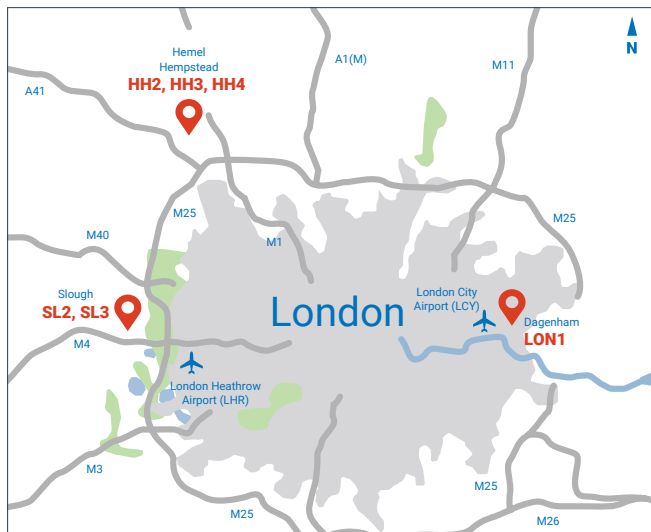 N
Hemel
Hempstead
HH2, HH3, HH4
A1(M)
M11
A41
M25
M25
M40
M1
Slough
SL2, SL3
London City
Airport (LCY)
London
Dagenham
LON1
M4
London Heathrow
Airport (LHR)
M3
M25
M25
M26